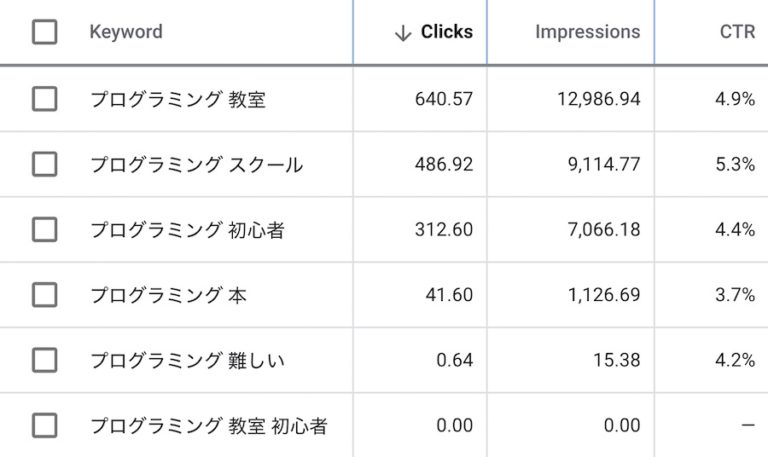 Keyword Clicks Impressions CTR
プログラミング 教室 640.57 12,986.94 4.9%
プログラミング スクール 486.92 9,114.77 5.3%
プログラミング 初心者 312.60 7,066.18 4.4%
プログラミング 本 41.60 1,126.69 3.7%
プログラミング 難しい 0.64 15.38 4.2%
プログラミング 教室 初心者 0.00 0.00 —